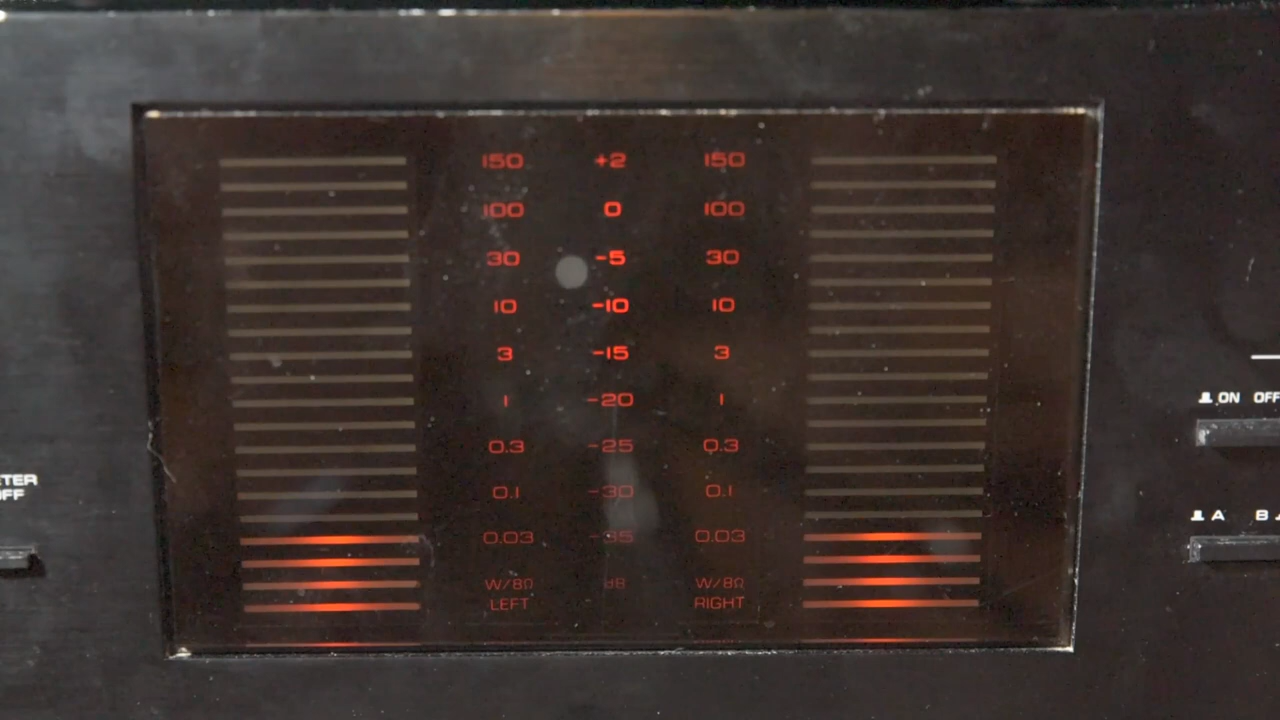 150 +2 150
100 0 100
30 -5 30
10 -10 10
3 -15 3
1 -20 1
ON OFF
0.3 -25 0.3
0.1 -30 0.1
A B
0.03 -35 0.03
W/8Ω dB W/8Ω
LEFT RIGHT